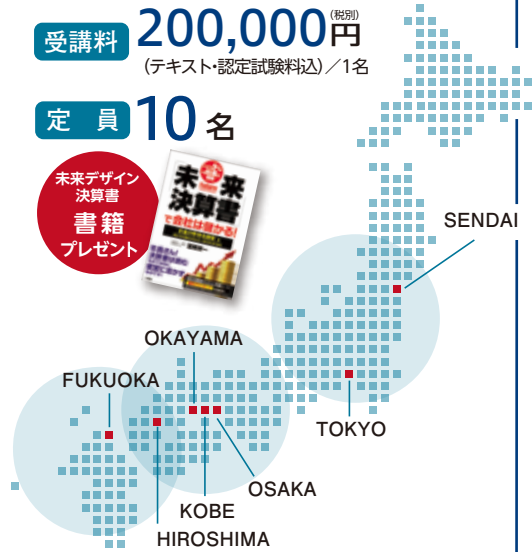 受講料 200,000円(税別)
(テキスト・認定試験料込)／1名
定員 10名
未来デザイン
決算書
書籍
プレゼント
未来
決算書
で会社は儲かる!
SENDAI
OKAYAMA
FUKUOKA
TOKYO
OSAKA
KOBE
HIROSHIMA